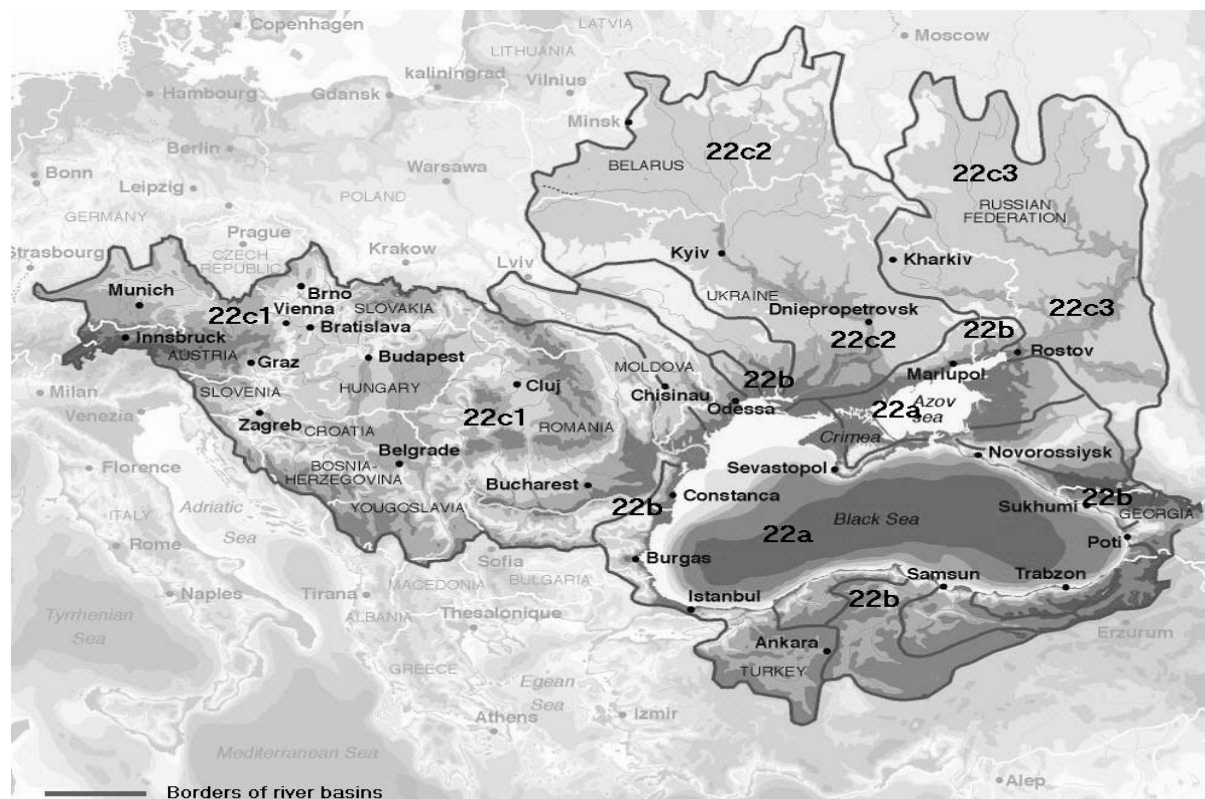 Copenhagen
LATVIA
Moscow
LITHUANIA
kaliningrad
Vilnius
Hambourg
Gdansk
Minsk
Berlin
BELARUS
22c2
Warsaw
Bonn
Leipzig
POLAND
22c3
GERMANY
RUSSIAN
FEDERATION
Strasbourg
Prague
CZECH
REPUBLIC
Krakow
Lviv
Kyiv
Kharkiv
Munich
Brno
SLOVAKIA
UKRAINE
Dniepropetrovsk
22c3
22c1
Vienna
Bratislava
22c2
22b
Innsbruck
AUSTRIA
Graz
Budapest
MOLDOVA
Rostov
Mariupol
Milan
SLOVENIA
HUNGARY
Cluj
Chisinau
22b
Odessa
22a
Azov
sea
Venezia
Zagreb
CROATIA
22c1
ROMANIA
Crimea
Florence
BOSNIA-
HERZEGOVINA
Belgrade
Sevastopol
Novorossiysk
Bucharest
Constanca
22b
Adriatic
Sea
ITALY
YOUGOSLAVIA
22b
Sukhumi
GEORGIA
Black Sea
22a
Poti
Rome
Sofia
Burgas
BULGARIA
MACEDONIA
Naples
Tirana
ALBANIA
Thesalonique
Istanbul
Samsun
Trabzon
22b
Tyrrhenian
Sea
Ankara
TURKEY
Erzurum
GREECE
Egean
Sea
Athens
Izmir
Mediterranean Sea
Alep
Borders of river basins